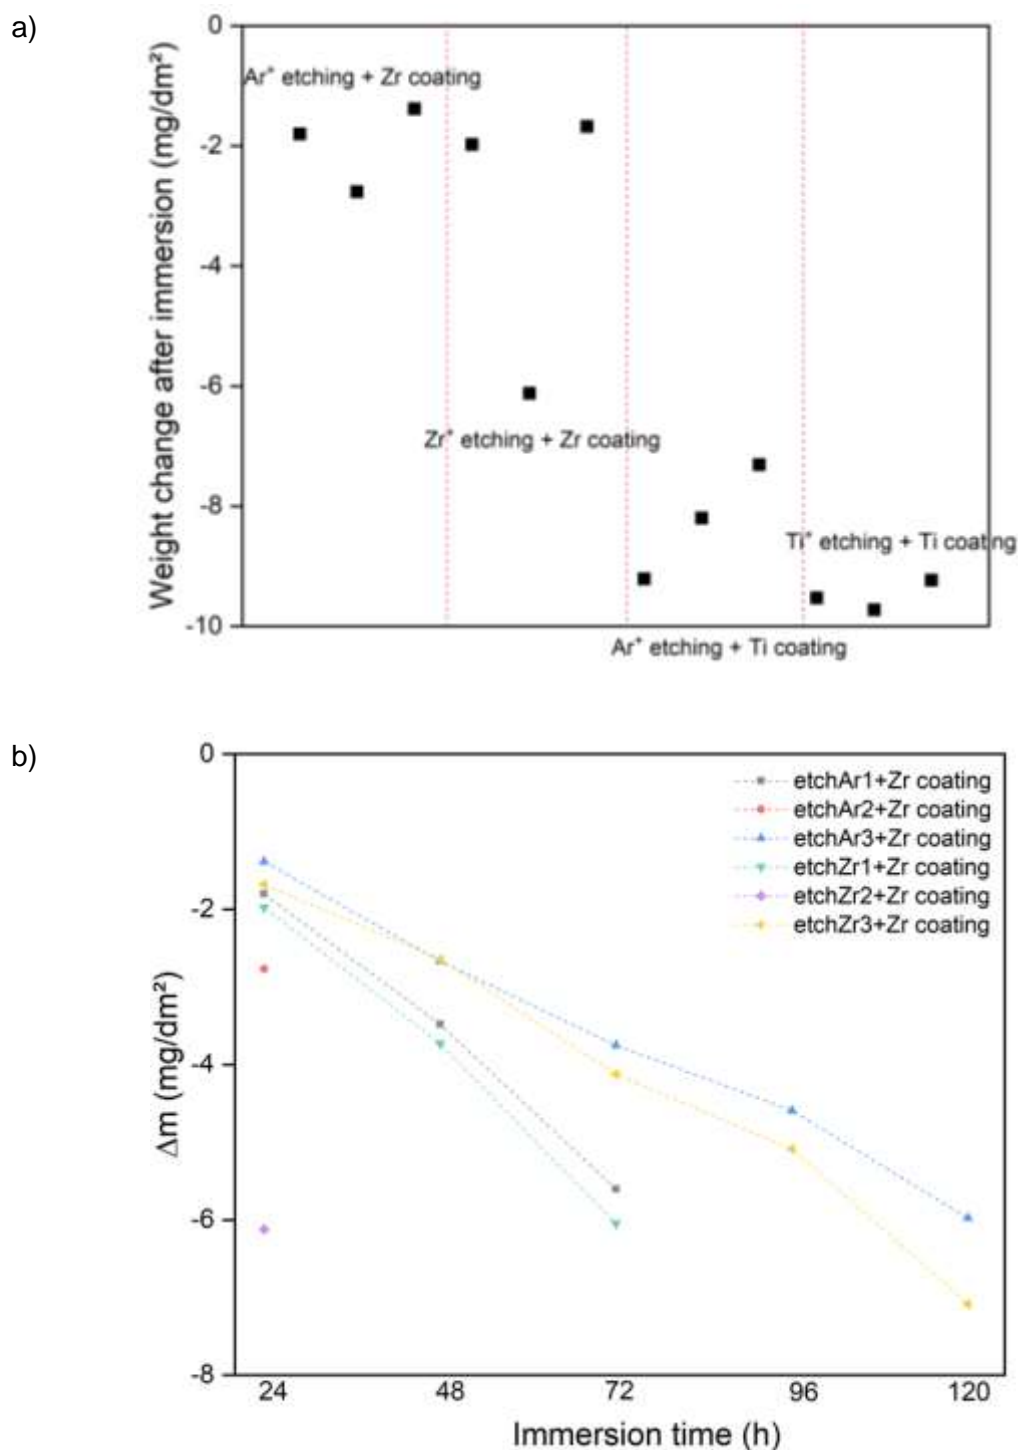 a)
Weight change after immersion (mg/dm²)
0
-2
-4
-6
-8
-10
Ar⁺ etching + Zr coating
Zr⁺ etching + Zr coating
Ti⁺ etching + Ti coating
Ar⁺ etching + Ti coating
b)
Δm (mg/dm²)
0
-2
-4
-6
-8
etchAr1+Zr coating
etchAr2+Zr coating
etchAr3+Zr coating
etchZr1+Zr coating
etchZr2+Zr coating
etchZr3+Zr coating
24 48 72 96 120
Immersion time (h)